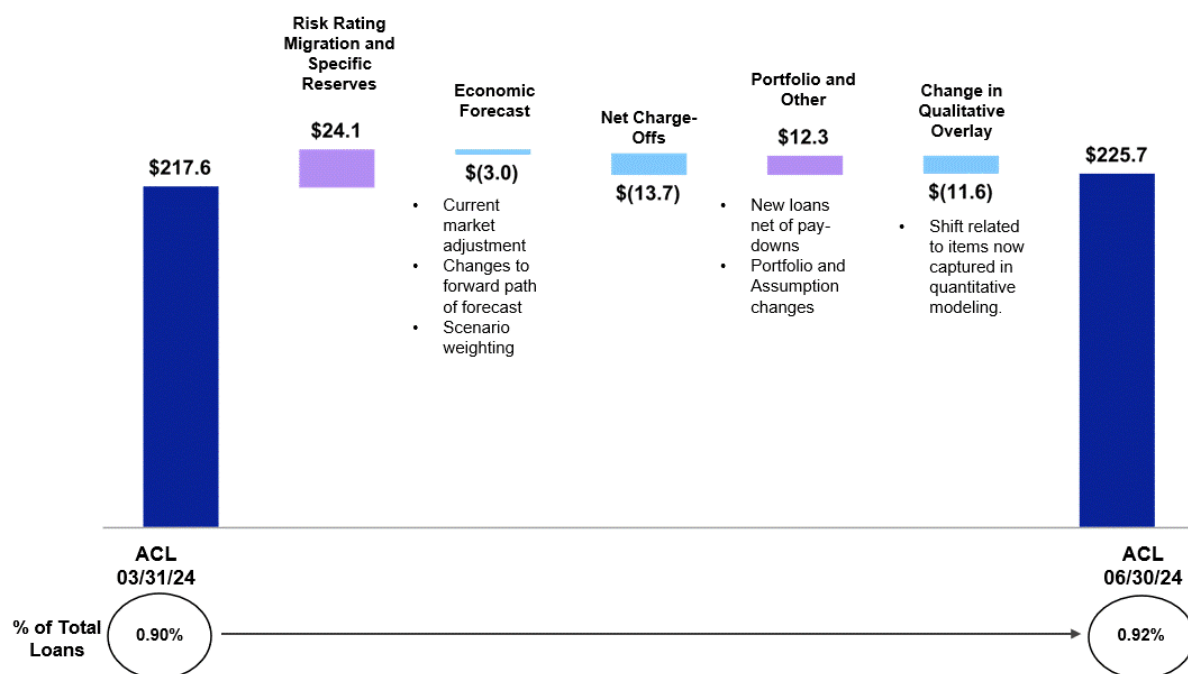 Risk Rating
Migration and
Specific
Reserves
$24.1
Economic
Forecast
$(3.0)
• Current
market
adjustment
• Changes to
forward path
of forecast
• Scenario
weighting
Net Charge-
Offs
$(13.7)
Portfolio and
Other
$12.3
• New loans
net of pay-
downs
• Portfolio and
Assumption
changes
Change in
Qualitative
Overlay
$(11.6)
• Shift related
to items now
captured in
quantitative
modeling.
$217.6
$225.7
ACL
03/31/24
ACL
06/30/24
% of Total
Loans
0.90%
0.92%